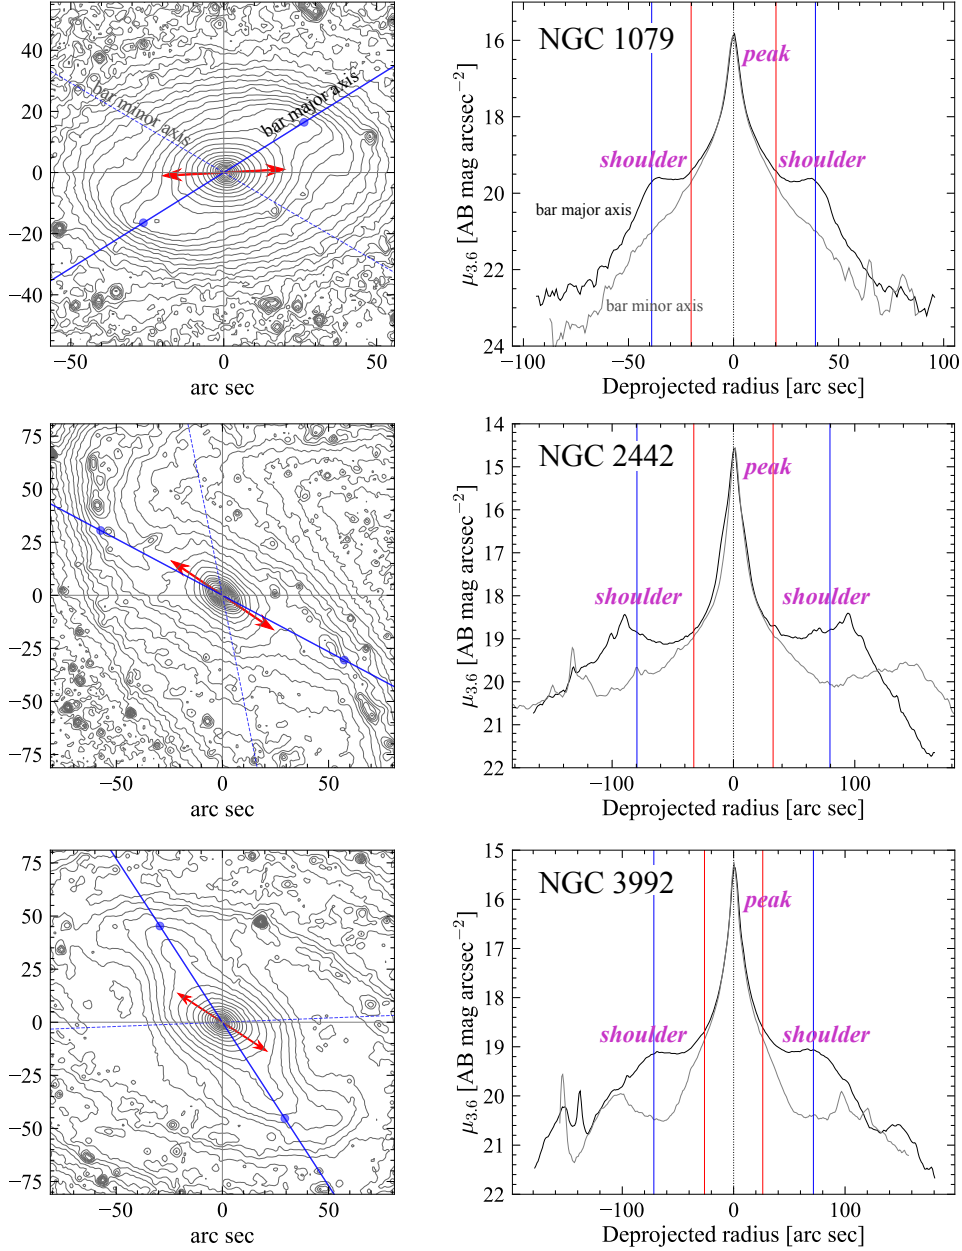 40
20
0
−20
−40
−50
0
50
arc sec
bar minor axis
bar major axis
NGC 1079
peak
shoulder
shoulder
bar major axis
bar minor axis
16
18
20
22
24
μ3.6 [AB mag arcsec−2]
−100
−50
0
50
100
Deprojected radius [arc sec]
75
50
25
0
−25
−50
−75
−50
0
50
arc sec
NGC 2442
peak
shoulder
shoulder
14
15
16
17
18
19
20
21
22
μ3.6 [AB mag arcsec−2]
−100
0
100
Deprojected radius [arc sec]
75
50
25
0
−25
−50
−75
−50
0
50
arc sec
NGC 3992
peak
shoulder
shoulder
15
16
17
18
19
20
21
22
μ3.6 [AB mag arcsec−2]
−100
0
100
Deprojected radius [arc sec]